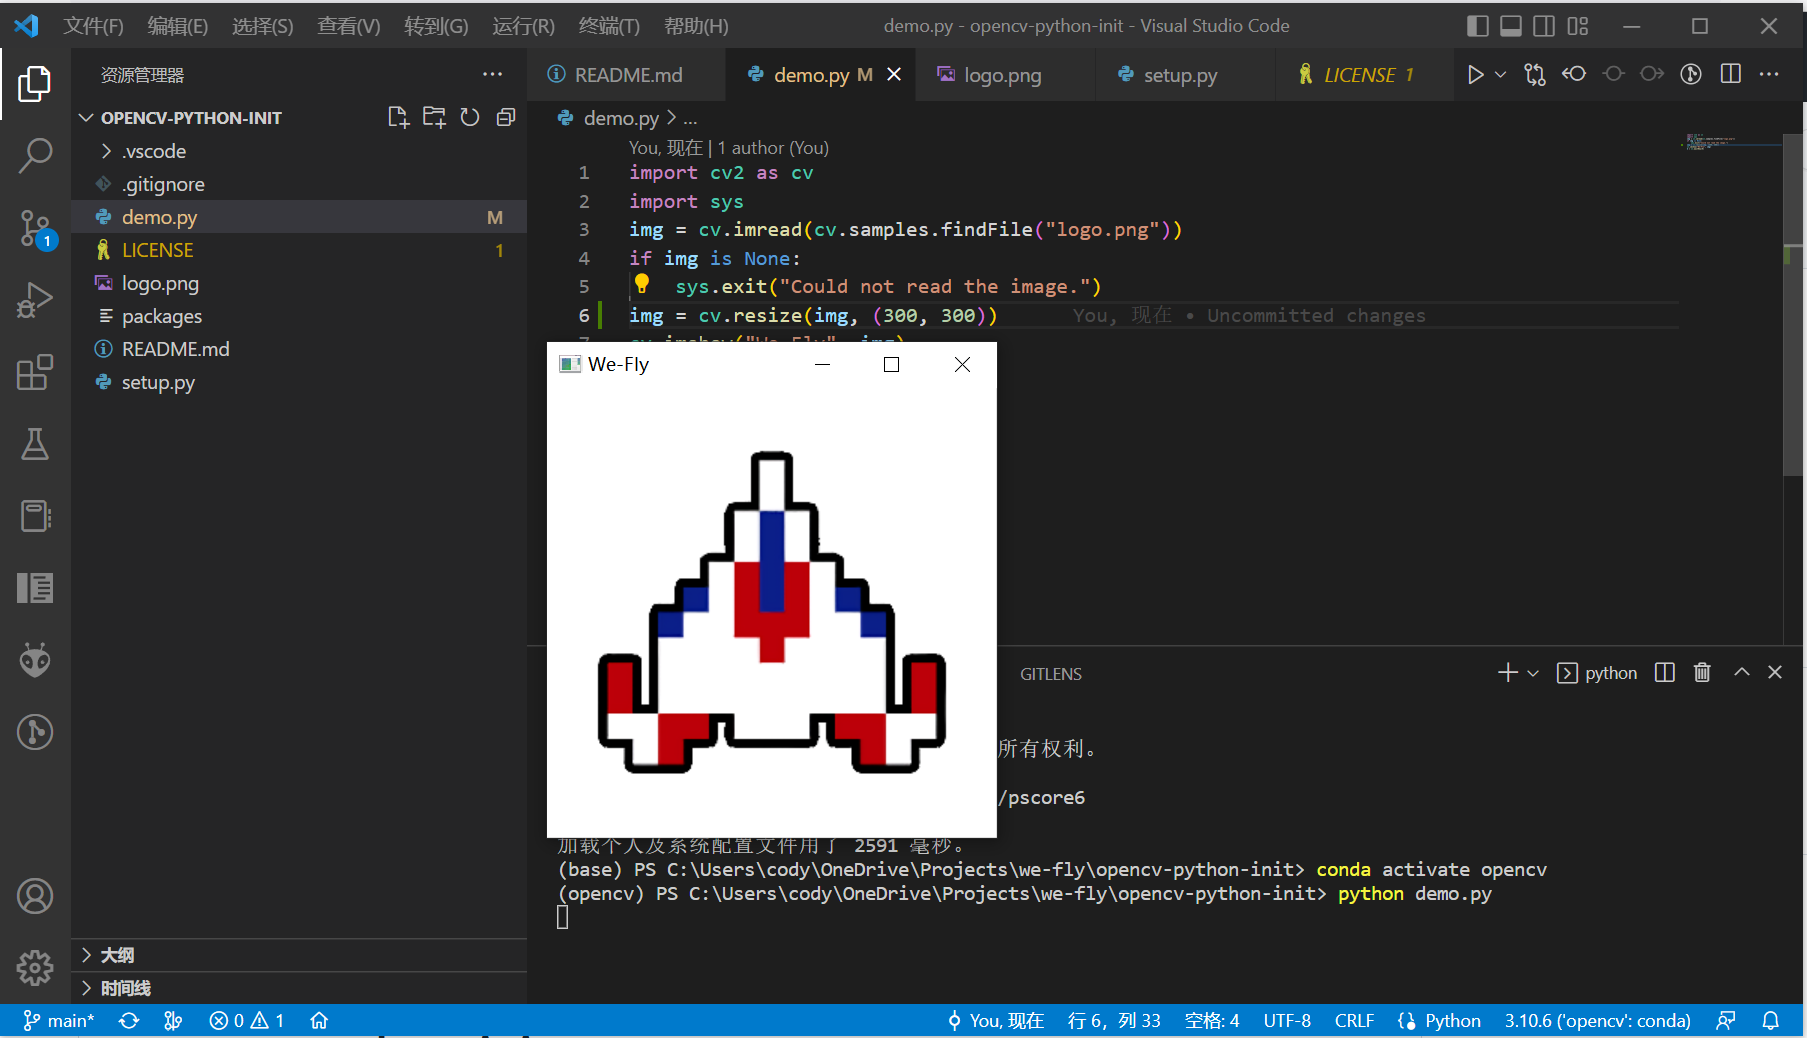 文件(F) 编辑(E) 选择(S) 查看(V) 转到(G) 运行(R) 终端(T) 帮助(H) demo.py - opencv-python-init - Visual Studio Code
资源管理器
README.md demo.py M logo.png setup.py LICENSE 1
OPENCV-PYTHON-INIT
.vscode
.gitignore
demo.py M
LICENSE 1
logo.png
packages
README.md
setup.py
大纲
时间线
demo.py > ...
You, 现在 | 1 author (You)
1 import cv2 as cv
2 import sys
3 img = cv.imread(cv.samples.findFile("logo.png"))
4 if img is None:
5 sys.exit("Could not read the image.")
6 img = cv.resize(img, (300, 300)) You, 现在 • Uncommitted changes
7 cv.imshow("We-Fly", img)
We-Fly
GITLENS
python
所有权利。
/pscore6
加载个人及系统配置文件用了 2591 毫秒。
(base) PS C:\Users\cody\OneDrive\Projects\we-fly\opencv-python-init> conda activate opencv
(opencv) PS C:\Users\cody\OneDrive\Projects\we-fly\opencv-python-init> python demo.py
1
main* 0 1 You, 现在 行 6，列 33 空格: 4 UTF-8 CRLF Python 3.10.6 ('opencv': conda)